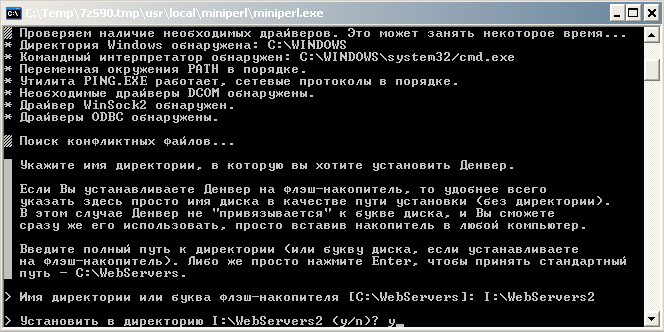 C:\Temp\7zS90.tmp\usr\local\miniperl\miniperl.exe
Проверяем наличие необходимых драйверов. Это может занять некоторое время...
* Директория Windows обнаружена: C:\WINDOWS
* Командный интерпретатор обнаружен: C:\WINDOWS\system32/cmd.exe
* Переменная окружения PATH в порядке.
* Утилита PING.EXE работает, сетевые протоколы в порядке.
* Необходимые драйверы DCOM обнаружены.
* Драйвер WinSock2 обнаружен.
* Драйверы ODBC обнаружены.
Поиск конфликтных файлов...
Укажите имя директории, в которую вы хотите установить Денвер.
Если Вы устанавливаете Денвер на флэш-накопитель, то удобнее всего
указать здесь просто имя диска в качестве пути установки (без директории).
В этом случае Денвер не "привязывается" к букве диска, и Вы сможете
сразу же его использовать, просто вставив накопитель в любой компьютер.
Введите полный путь к директории (или букву диска, если устанавливаете
на флэш-накопитель). Либо же просто нажмите Enter, чтобы принять стандартный
путь - C:\WebServers.
> Имя директории или буква флэш-накопителя [C:\WebServers]: I:\WebServers2
> Установить в директорию I:\WebServers2 (y/n)? y